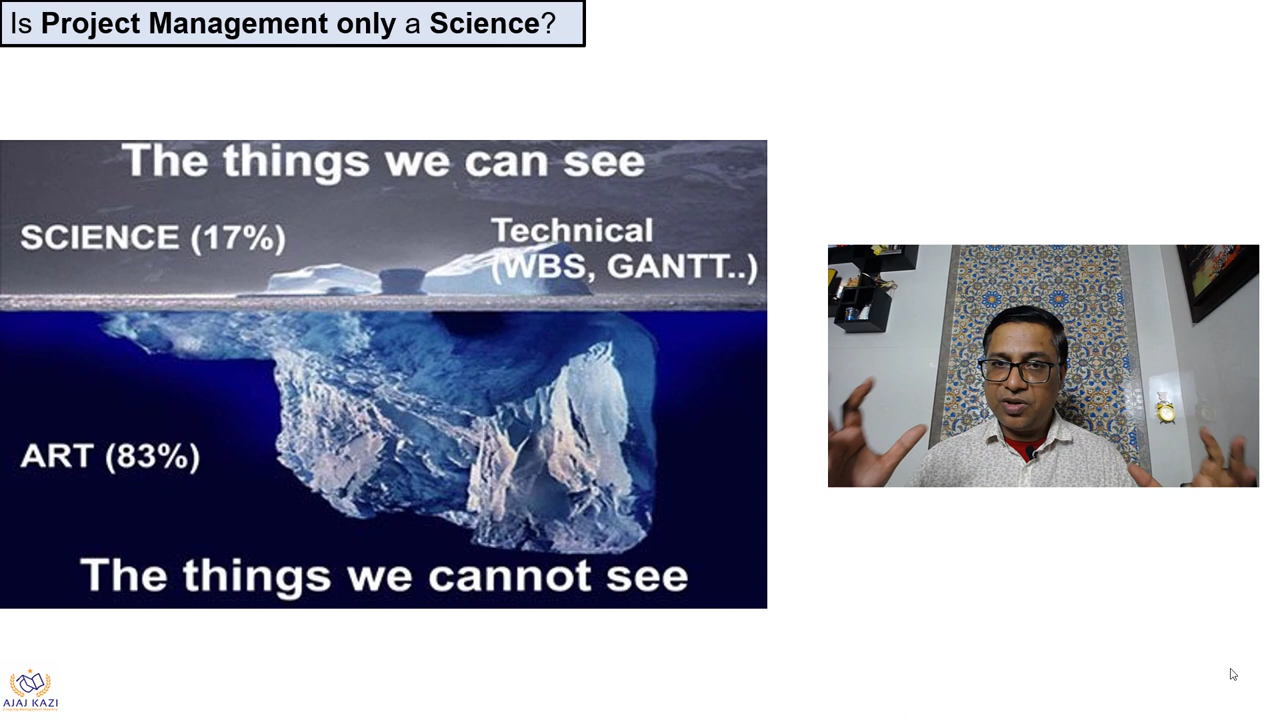 Is Project Management only a Science?
The things we can see
SCIENCE (17%)
Technical
(WBS, GANTT..)
ART (83%)
The things we cannot see
AJAJ KAZI